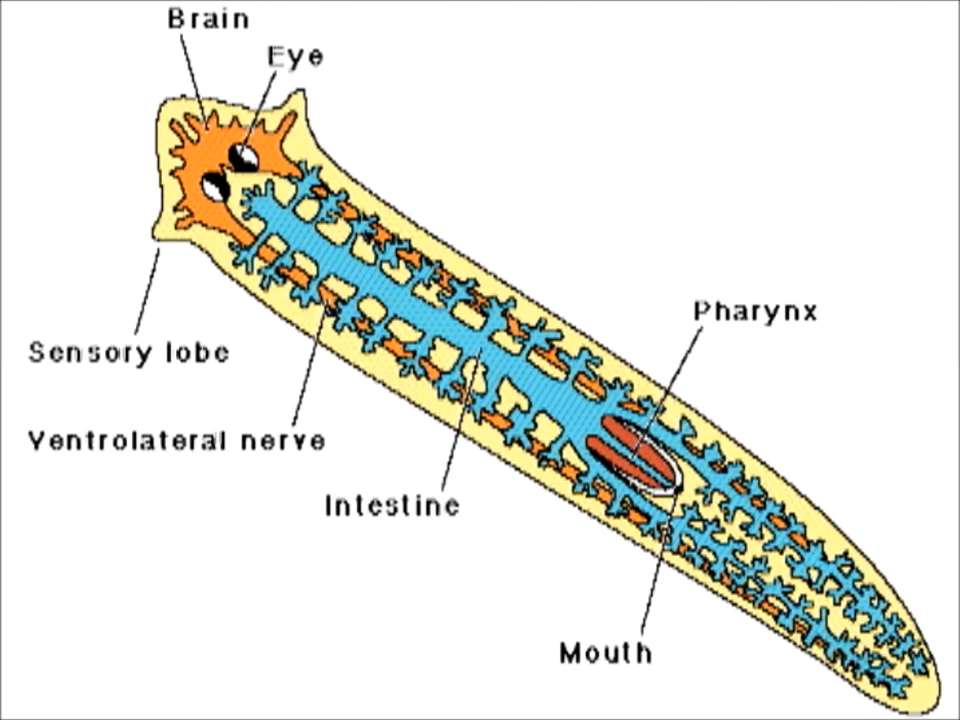 Brain
Eye
Pharynx
Sensory lobe
Ventrolateral nerve
Intestine
Mouth